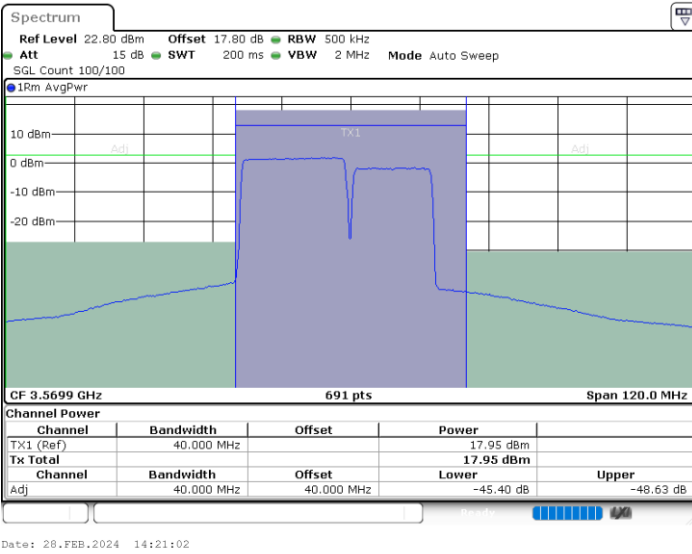 Spectrum
Ref Level 22.80 dBm Offset 17.80 dB RBW 500 kHz
Att 15 dB SWT 200 ms VBW 2 MHz Mode Auto Sweep
SGL Count 100/100
1Rm AvgPwr
10 dBm
TX1
Adj
Adj
0 dBm
-10 dBm
-20 dBm
CF 3.5699 GHz 691 pts Span 120.0 MHz
Channel Power
Channel Bandwidth Offset Power
TX1 (Ref) 40.000 MHz 17.95 dBm
Tx Total 17.95 dBm
Channel Bandwidth Offset Lower Upper
Adj 40.000 MHz 40.000 MHz -45.40 dB -48.63 dB
Ready
Date: 28.FEB.2024 14:21:02